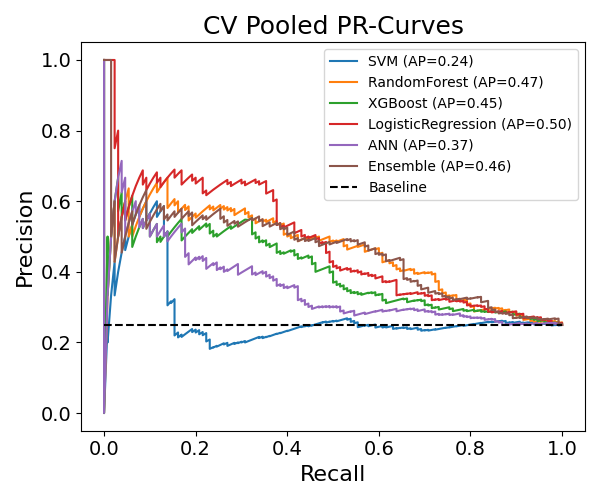 CV Pooled PR-Curves
SVM (AP=0.24)
RandomForest (AP=0.47)
XGBoost (AP=0.45)
LogisticRegression (AP=0.50)
ANN (AP=0.37)
Ensemble (AP=0.46)
Baseline
Precision
1.0
0.8
0.6
0.4
0.2
0.0
0.0 0.2 0.4 0.6 0.8 1.0
Recall